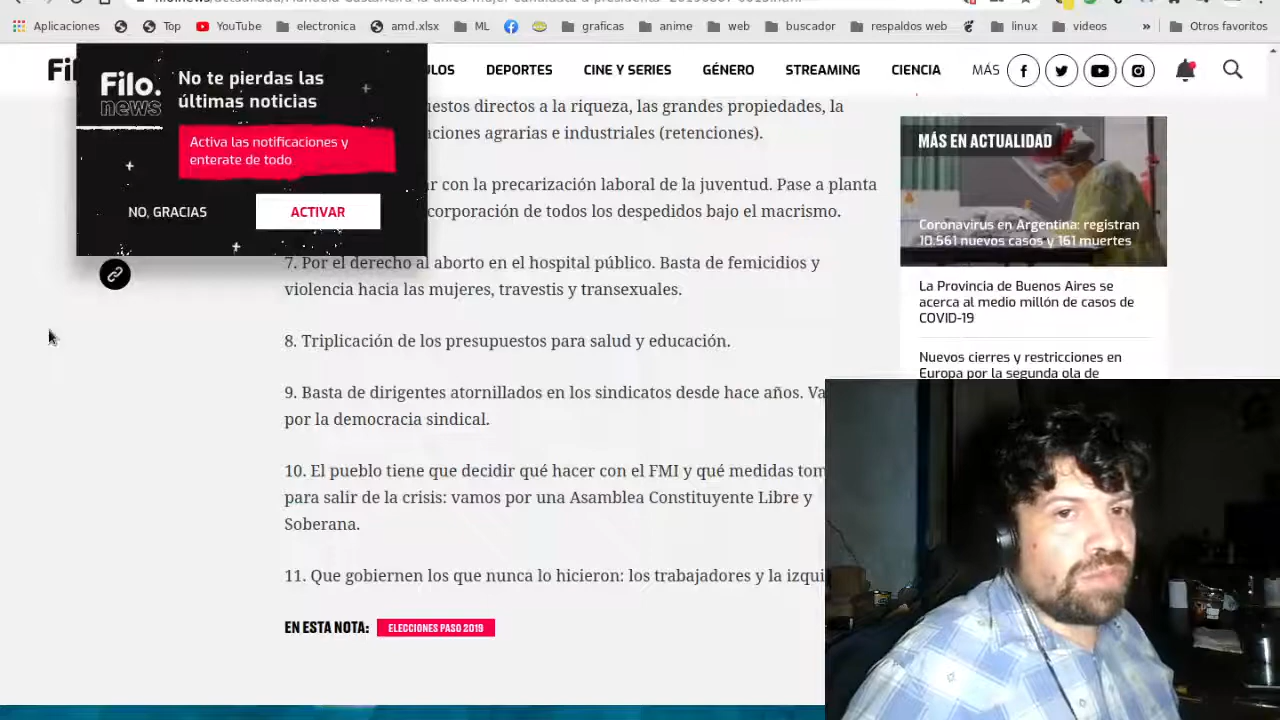 Aplicaciones
Top
YouTube
electronica
amd.xlsx
ML
graficas
anime
web
buscador
respaldos web
linux
videos
»
Otros favoritos
Filo.
news
No te pierdas las
últimas noticias
Activa las notificaciones y
enterate de todo
NO, GRACIAS
ACTIVAR
DEPORTES
CINE Y SERIES
GÉNERO
STREAMING
CIENCIA
MÁS
directos a la riqueza, las grandes propiedades, la
agrarias e industriales (retenciones).
con la precarización laboral de la juventud. Pase a planta
de todos los despedidos bajo el macrismo.
7. Por el derecho al aborto en el hospital público. Basta de femicidios y
violencia hacia las mujeres, travestis y transexuales.
8. Triplicación de los presupuestos para salud y educación.
9. Basta de dirigentes atornillados en los sindicatos desde hace años.
por la democracia sindical.
10. El pueblo tiene que decidir qué hacer con el FMI y qué medidas
para salir de la crisis: vamos por una Asamblea Constituyente Libre y
Soberana.
11. Que gobiernen los que nunca lo hicieron: los trabajadores y la
EN ESTA NOTA:
ELECCIONES PASO 2019
MÁS EN ACTUALIDAD
Coronavirus en Argentina: registran
10.561 nuevos casos y 161 muertes
La Provincia de Buenos Aires se
acerca al medio millón de casos de
COVID-19
Nuevos cierres y restricciones en
Europa por la segunda ola de